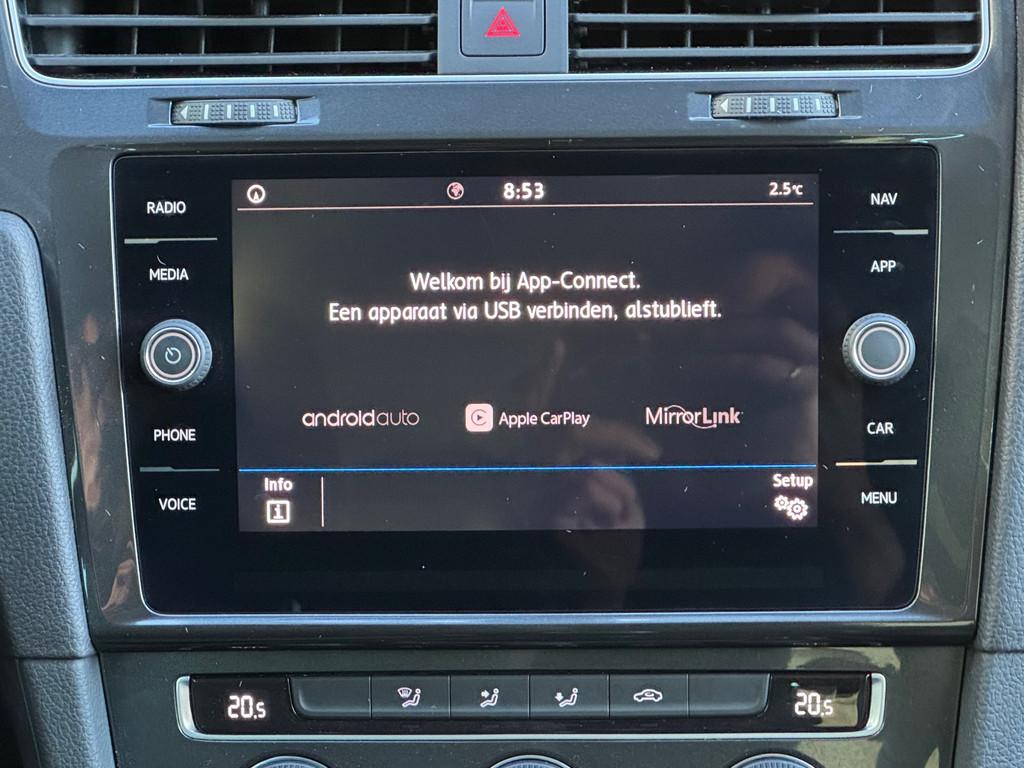 8:53
2.5°C
RADIO
NAV
MEDIA
APP
Welkom bij App-Connect.
Een apparaat via USB verbinden, alstublieft.
androidauto
Apple CarPlay
MirrorLink
PHONE
CAR
VOICE
MENU
Info
Setup
20.5
20.5